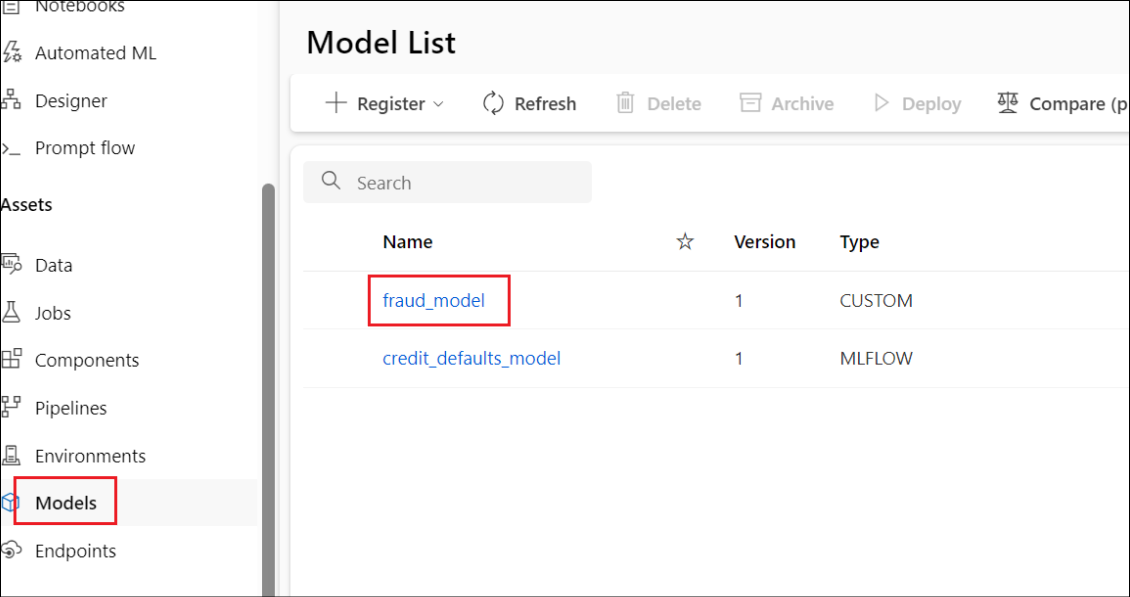 Notebooks
Automated ML
Designer
Prompt flow
Assets
Data
Jobs
Components
Pipelines
Environments
Models
Endpoints
Model List
Register Refresh Delete Archive Deploy Compare (p
Search
Name Version Type
fraud_model 1 CUSTOM
credit_defaults_model 1 MLFLOW